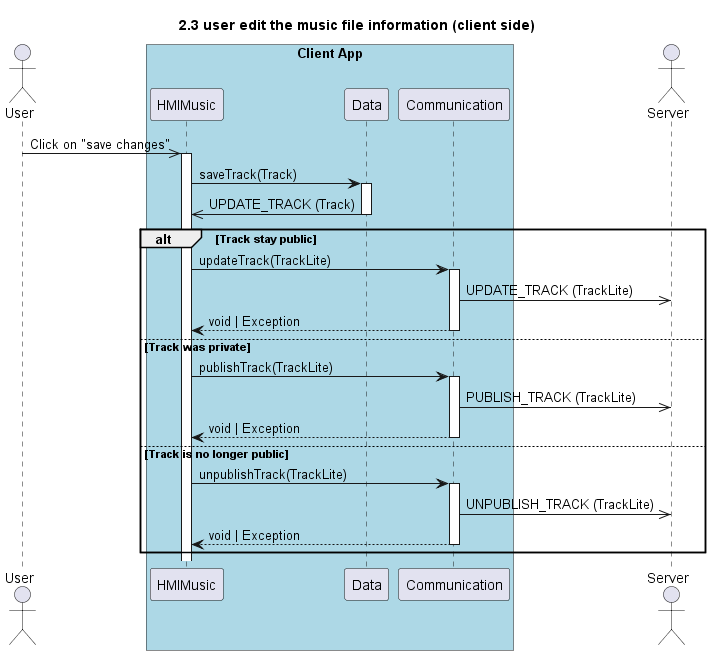 2.3 user edit the music file information (client side)
Client App
User
HMIMusic
Data
Communication
Server
Click on "save changes"
saveTrack(Track)
UPDATE_TRACK (Track)
alt [Track stay public]
updateTrack(TrackLite)
UPDATE_TRACK (TrackLite)
void | Exception
[Track was private]
publishTrack(TrackLite)
PUBLISH_TRACK (TrackLite)
void | Exception
[Track is no longer public]
unpublishTrack(TrackLite)
UNPUBLISH_TRACK (TrackLite)
void | Exception
User
HMIMusic
Data
Communication
Server